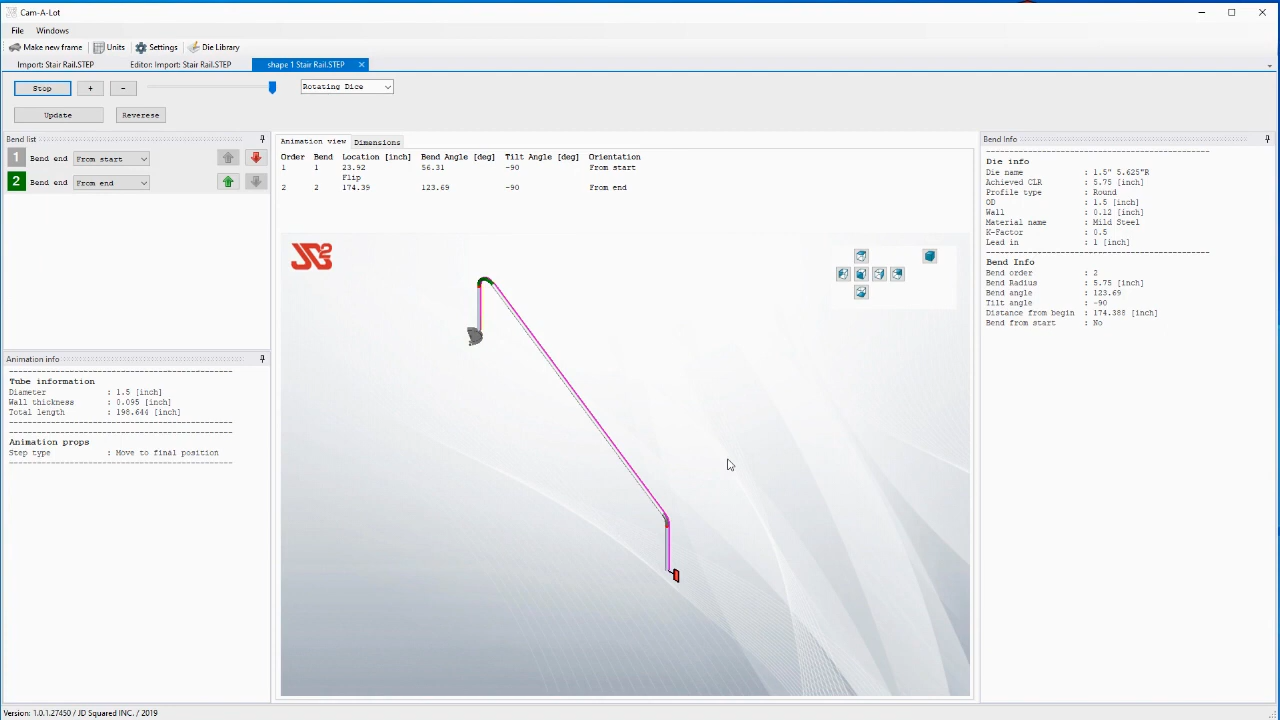 Cam-A-Lot
File Windows
Make new frame Units Settings Die Library
Import: Stair Rail.STEP Editor: Import: Stair Rail.STEP shape 1 Stair Rail.STEP
Stop + - Rotating Dice
Update Reverese
Bend list
1 Bend end From start
2 Bend end From end
Animation info
Tube information
Diameter : 1.5 [inch]
Wall thickness : 0.095 [inch]
Total length : 198.644 [inch]
Animation props
Step type : Move to final position
Animation view Dimensions
Order Bend Location [inch] Bend Angle [deg] Tilt Angle [deg] Orientation
1 1 23.92 56.31 -90 From start
Flip
2 2 174.39 123.69 -90 From end
JD2
Bend Info
Die info
Die name : 1.5" 5.625"R
Achieved CLR : 5.75 [inch]
Profile type : Round
OD : 1.5 [inch]
Wall : 0.12 [inch]
Material name : Mild Steel
K-Factor : 0.5
Lead in : 1 [inch]
Bend Info
Bend order : 2
Bend Radius : 5.75 [inch]
Bend angle : 123.69
Tilt angle : -90
Distance from begin : 174.388 [inch]
Bend from start : No
Version: 1.0.1.27450 / JD Squared INC. / 2019